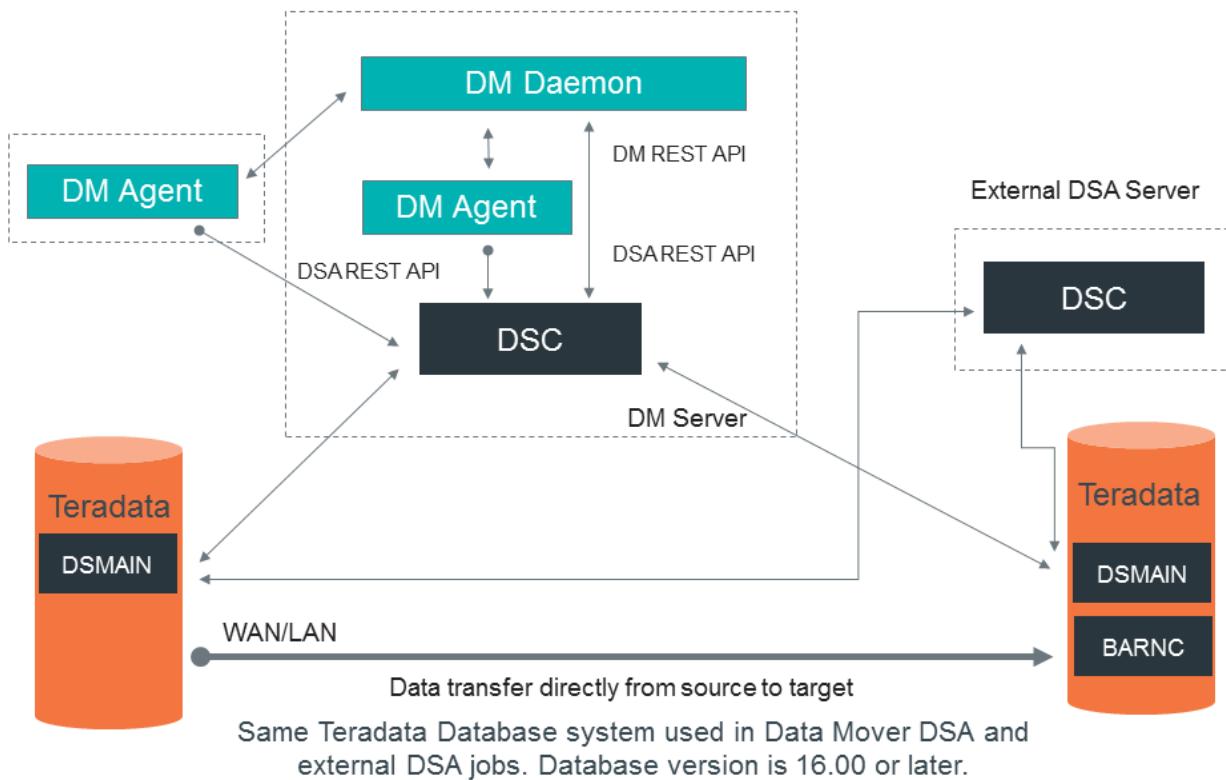 DM Daemon
DM REST API
DM Agent
DM Agent
External DSA Server
DSA REST API
DSA REST API
DSC
DSC
DM Server
Teradata
Teradata
DSMAIN
DSMAIN
WAN/LAN
BARNC
Data transfer directly from source to target
Same Teradata Database system used in Data Mover DSA and
external DSA jobs. Database version is 16.00 or later.